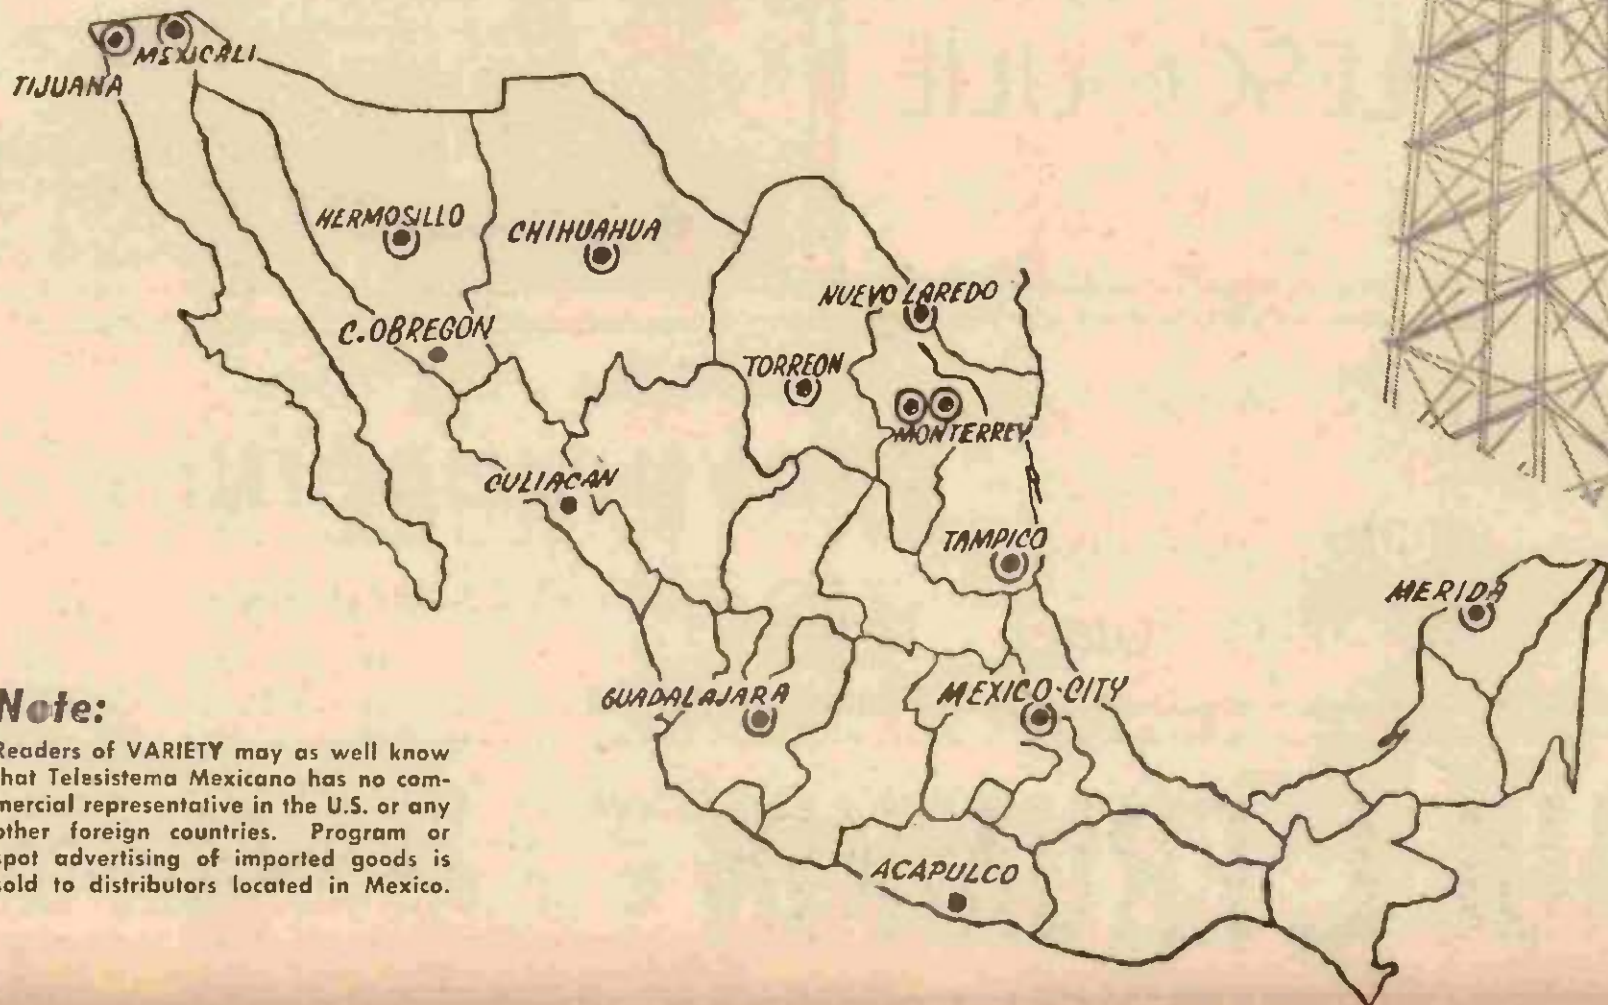 MEXICALI
TIJUANA
HERMOSILLO
CHIHUAHUA
NUEVO LAREDO
C. OBREGON
TORREON
MONTERREY
CULIACAN
TAMPICO
MERIDA
GUADALAJARA
MEXICO-CITY
ACAPULCO
Note:
Readers of VARIETY may as well know
that Telesistema Mexicano has no com-
mercial representative in the U.S. or any
other foreign countries. Program or
spot advertising of imported goods is
sold to distributors located in Mexico.